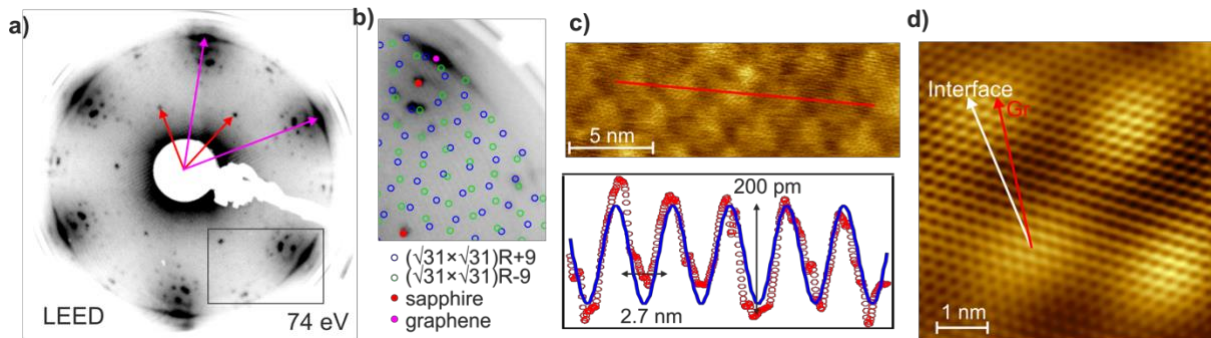 a)
LEED
74 eV
b)
(√31×√31)R+9
(√31×√31)R-9
sapphire
graphene
c)
5 nm
200 pm
2.7 nm
d)
Interface
Gr
1 nm